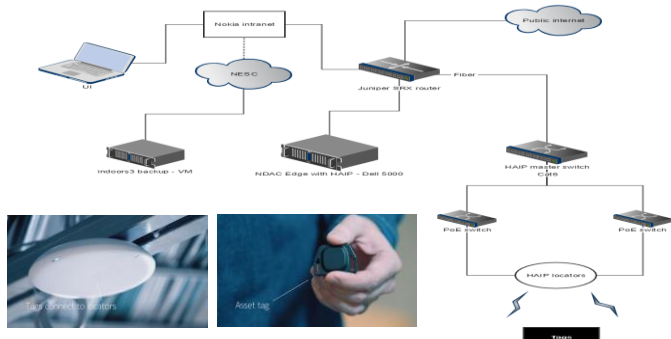 Nokia intranet
Public internet
NESC
UI
Juniper SRX router
Fiber
Indoors3 backup - VM
NDAC Edge with HAIP - Dell 5000
HAIP master switch
Cat6
PoE switch
PoE switch
HAIP locators
Tags connect to locators
Asset tag
Tags